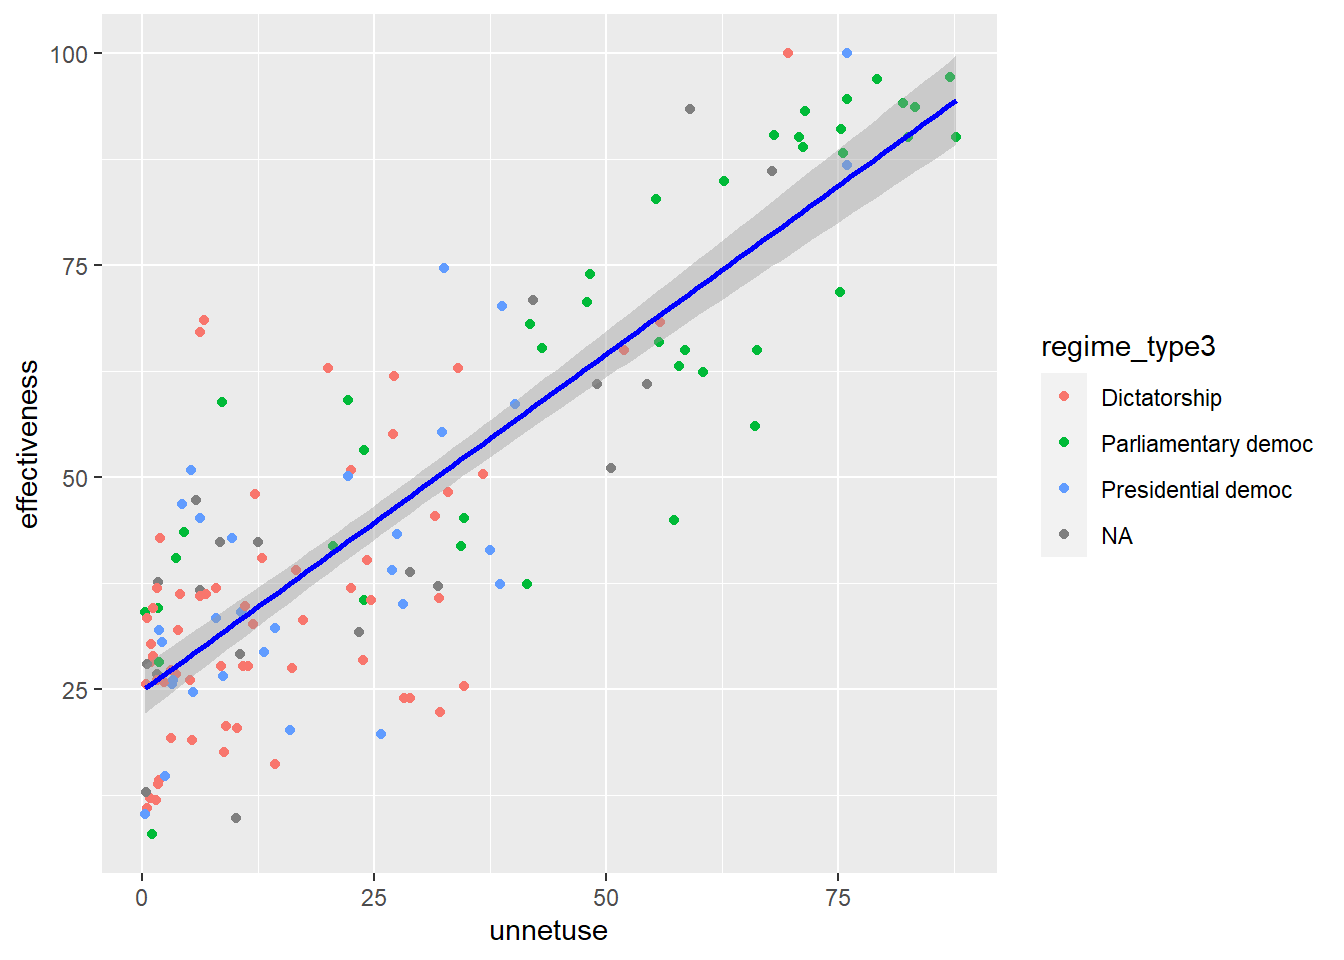 100
75
50
25
effectiveness
0
25
50
75
unnetuse
regime_type3
Dictatorship
Parliamentary democ
Presidential democ
NA